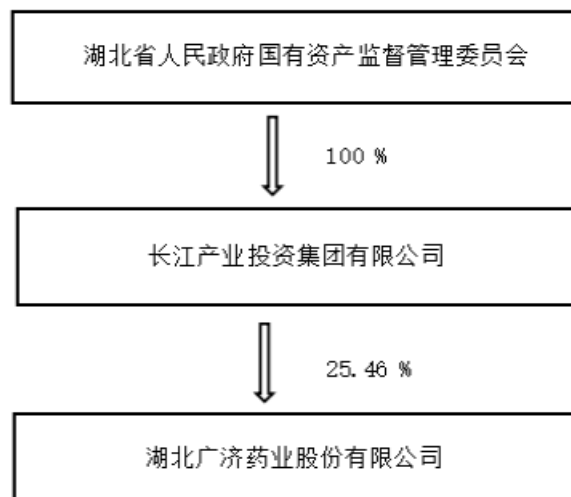 湖北省人民政府国有资产监督管理委员会
100 %
长江产业投资集团有限公司
25.46 %
湖北广济药业股份有限公司